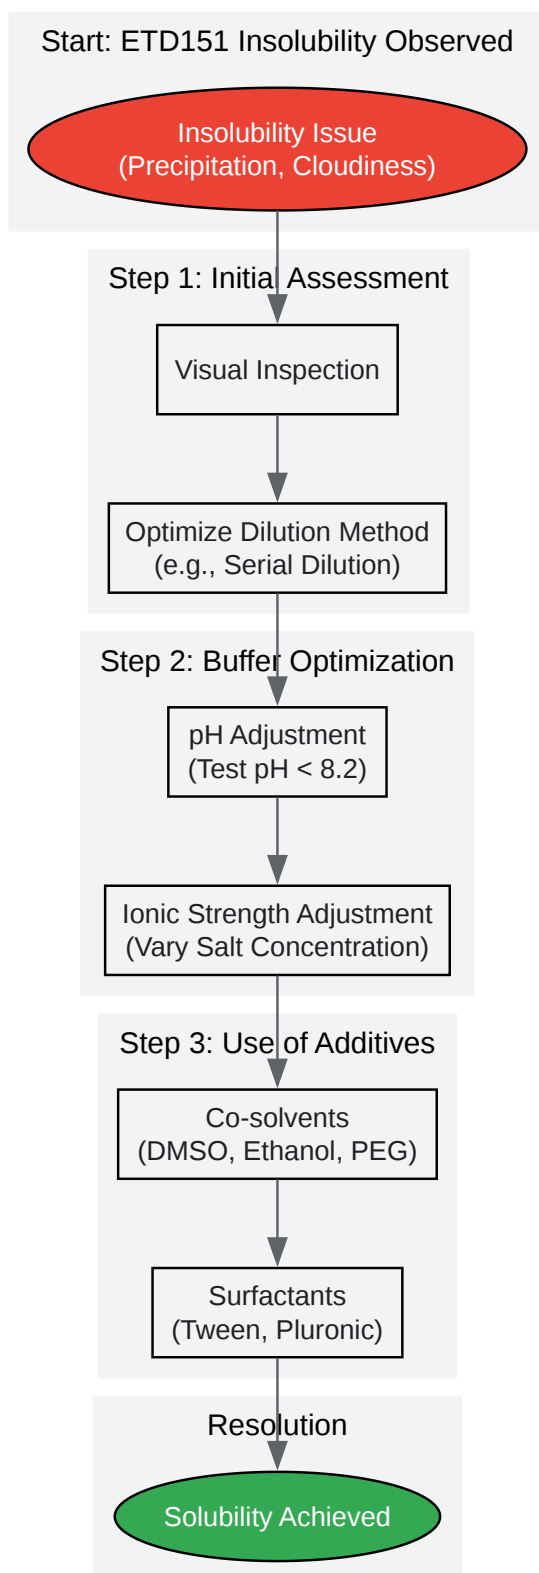 Start: ETD151 Insolubility Observed
Insolubility Issue
(Precipitation, Cloudiness)
Step 1: Initial Assessment
Visual Inspection
Optimize Dilution Method
(e.g., Serial Dilution)
Step 2: Buffer Optimization
pH Adjustment
(Test pH < 8.2)
Ionic Strength Adjustment
(Vary Salt Concentration)
Step 3: Use of Additives
Co-solvents
(DMSO, Ethanol, PEG)
Surfactants
(Tween, Pluronic)
Resolution
Solubility Achieved